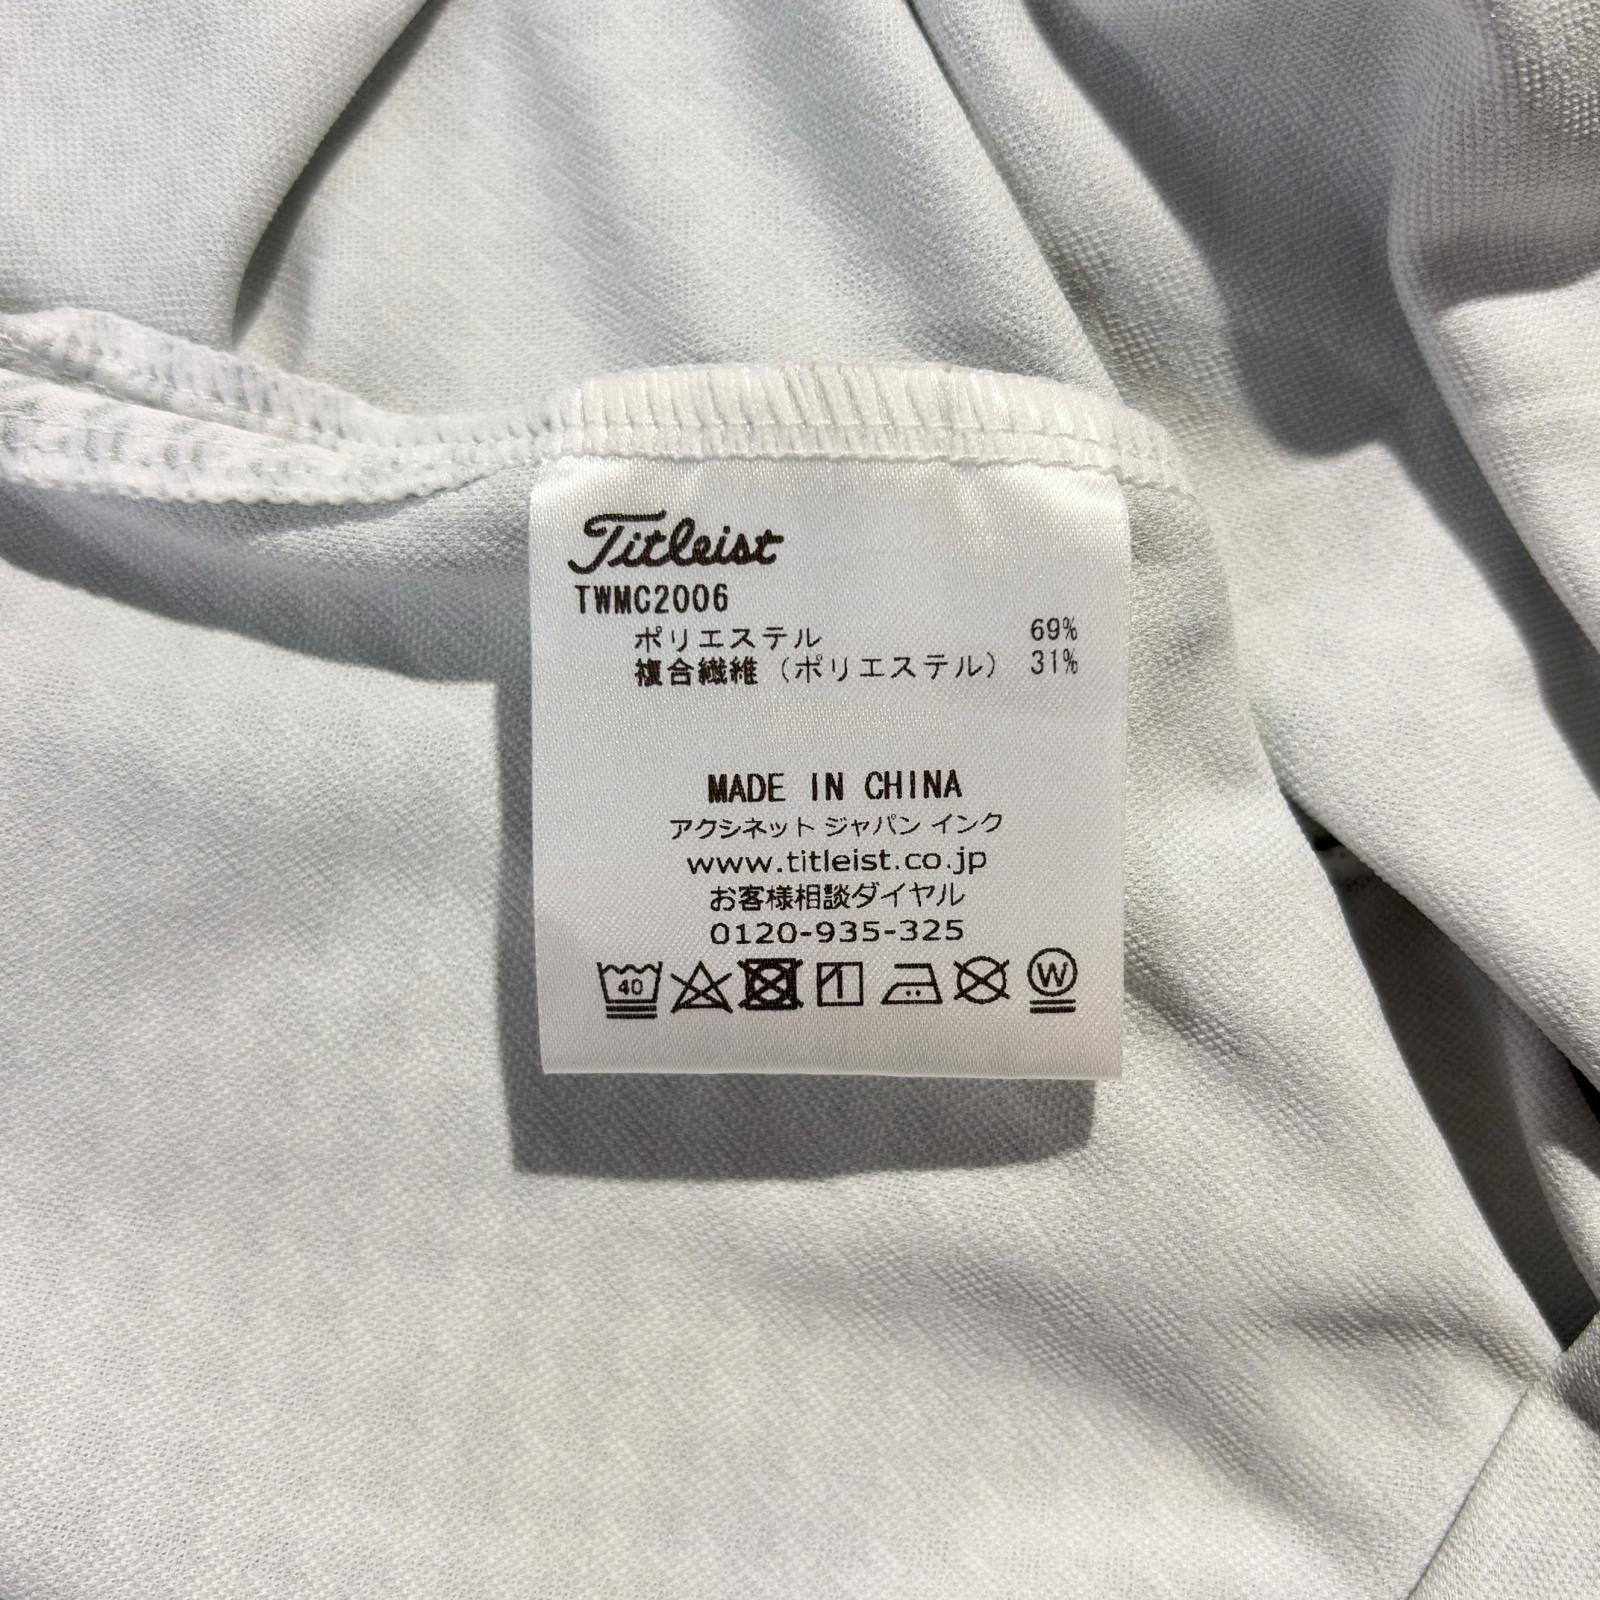 Titleist
TWMC2006
ポリエステル 69%
複合繊維（ポリエステル） 31%
MADE IN CHINA
アクシネット ジャパン インク
www.titleist.co.jp
お客様相談ダイヤル
0120-935-325
40 W